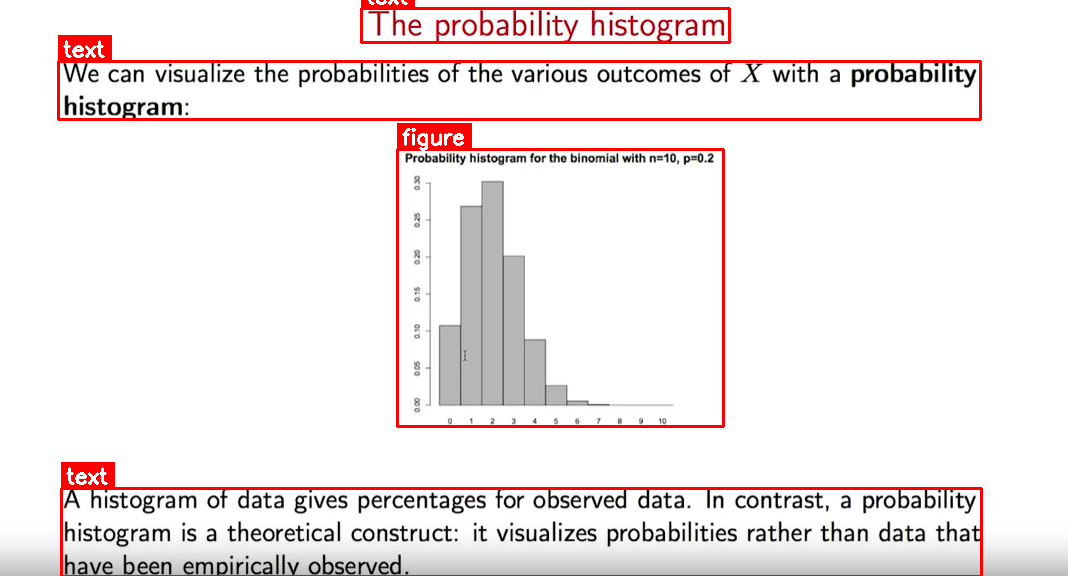 text
The probability histogram
text
We can visualize the probabilities of the various outcomes of X with a probability
histogram:
figure
Probability histogram for the binomial with n=10, p=0.2
0.30
0.25
0.20
0.15
0.10
0.05
0.00
0 1 2 3 4 5 6 7 8 9 10
text
A histogram of data gives percentages for observed data. In contrast, a probability
histogram is a theoretical construct: it visualizes probabilities rather than data that
have been empirically observed.